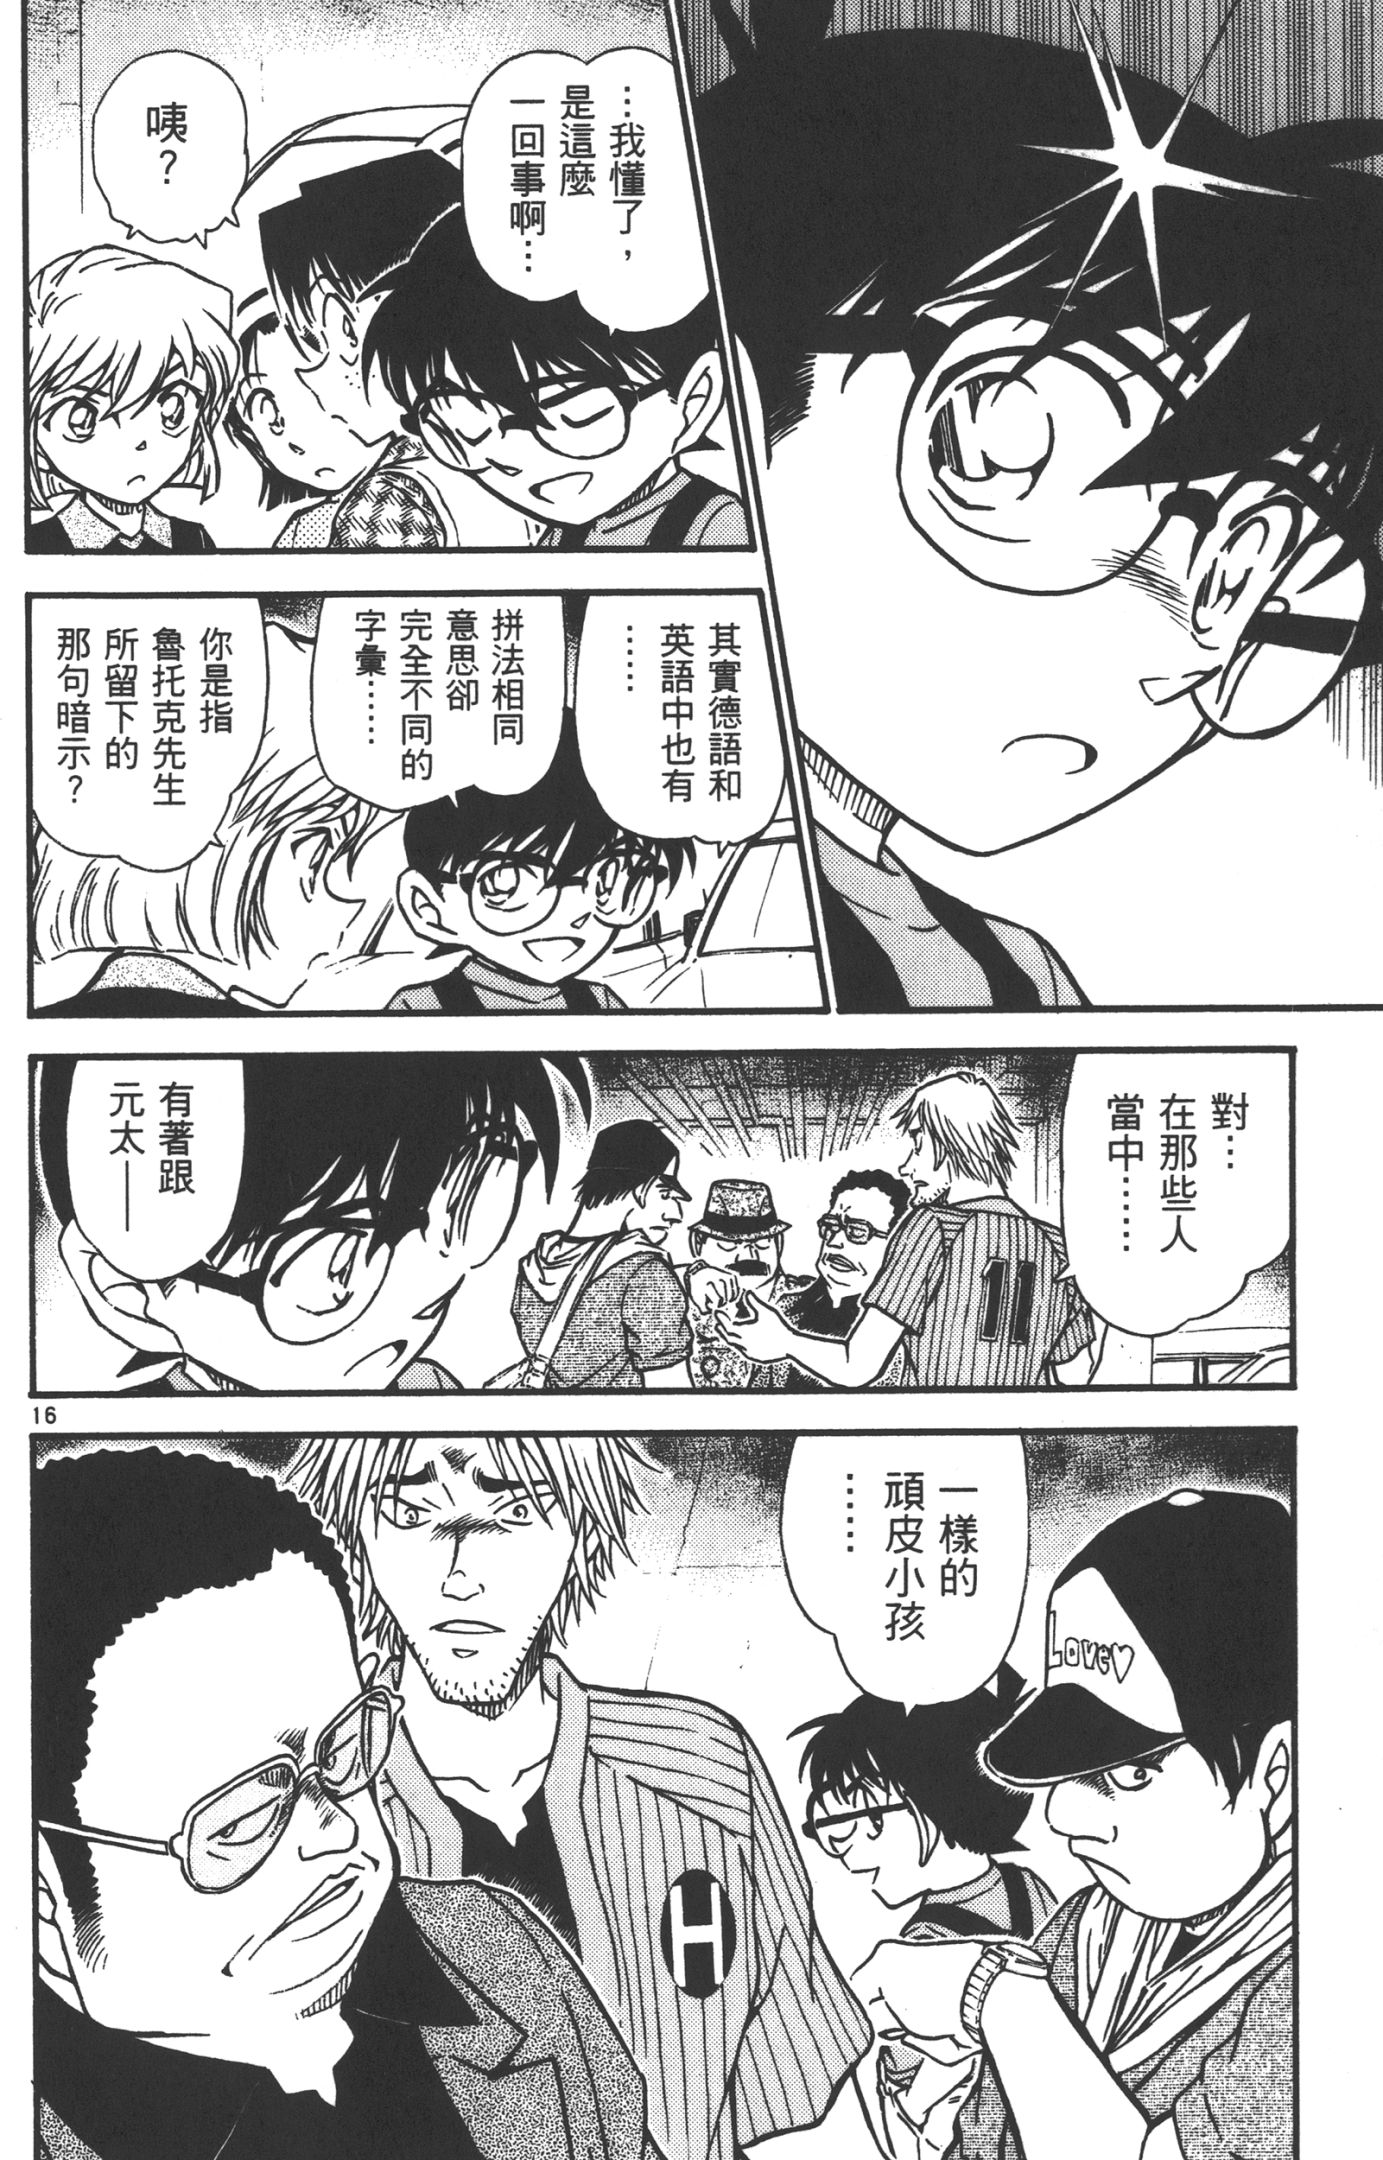 …我懂了，
是這麼
一回事啊…
咦？
其實德語和
英語中也有
……
拼法相同
意思卻
完全不同的
字彙……
你是指
魯托克先生
所留下的
那句暗示？
對…
在那些人
當中……
11
有著跟
元太——
16
一樣的
頑皮小孩
……
Love♥
H